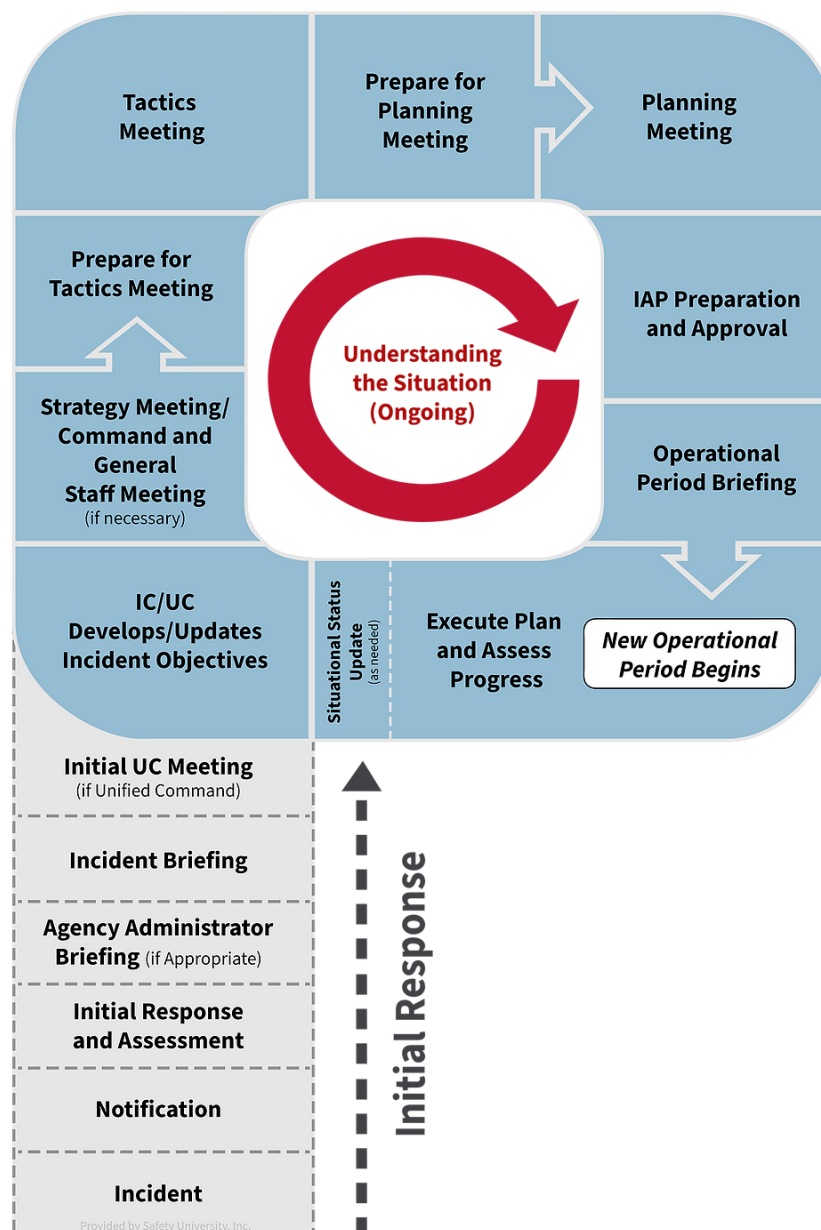 Tactics
Meeting
Prepare for
Planning
Meeting
Planning
Meeting
Prepare for
Tactics Meeting
Understanding
the Situation
(Ongoing)
IAP Preparation
and Approval
Strategy Meeting/
Command and
General
Staff Meeting
(if necessary)
Operational
Period Briefing
IC/UC
Develops/Updates
Incident Objectives
Situational Status
Update
(as needed)
Execute Plan
and Assess
Progress
New Operational
Period Begins
Initial UC Meeting
(if Unified Command)
Incident Briefing
Agency Administrator
Briefing (if Appropriate)
Initial Response
and Assessment
Notification
Incident
Provided by Safety University, Inc.
Initial Response